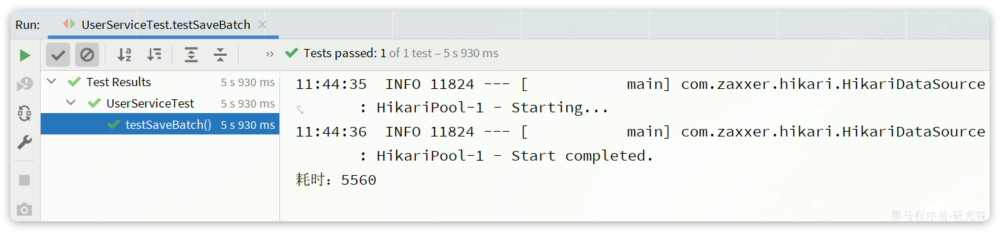 Run: UserServiceTest.testSaveBatch
Tests passed: 1 of 1 test – 5 s 930 ms
Test Results 5 s 930 ms
UserServiceTest 5 s 930 ms
testSaveBatch() 5 s 930 ms
11:44:35  INFO 11824 --- [           main] com.zaxxer.hikari.HikariDataSource
: HikariPool-1 - Starting...
11:44:36  INFO 11824 --- [           main] com.zaxxer.hikari.HikariDataSource
: HikariPool-1 - Start completed.
耗时：5560
黑马程序员-研究院